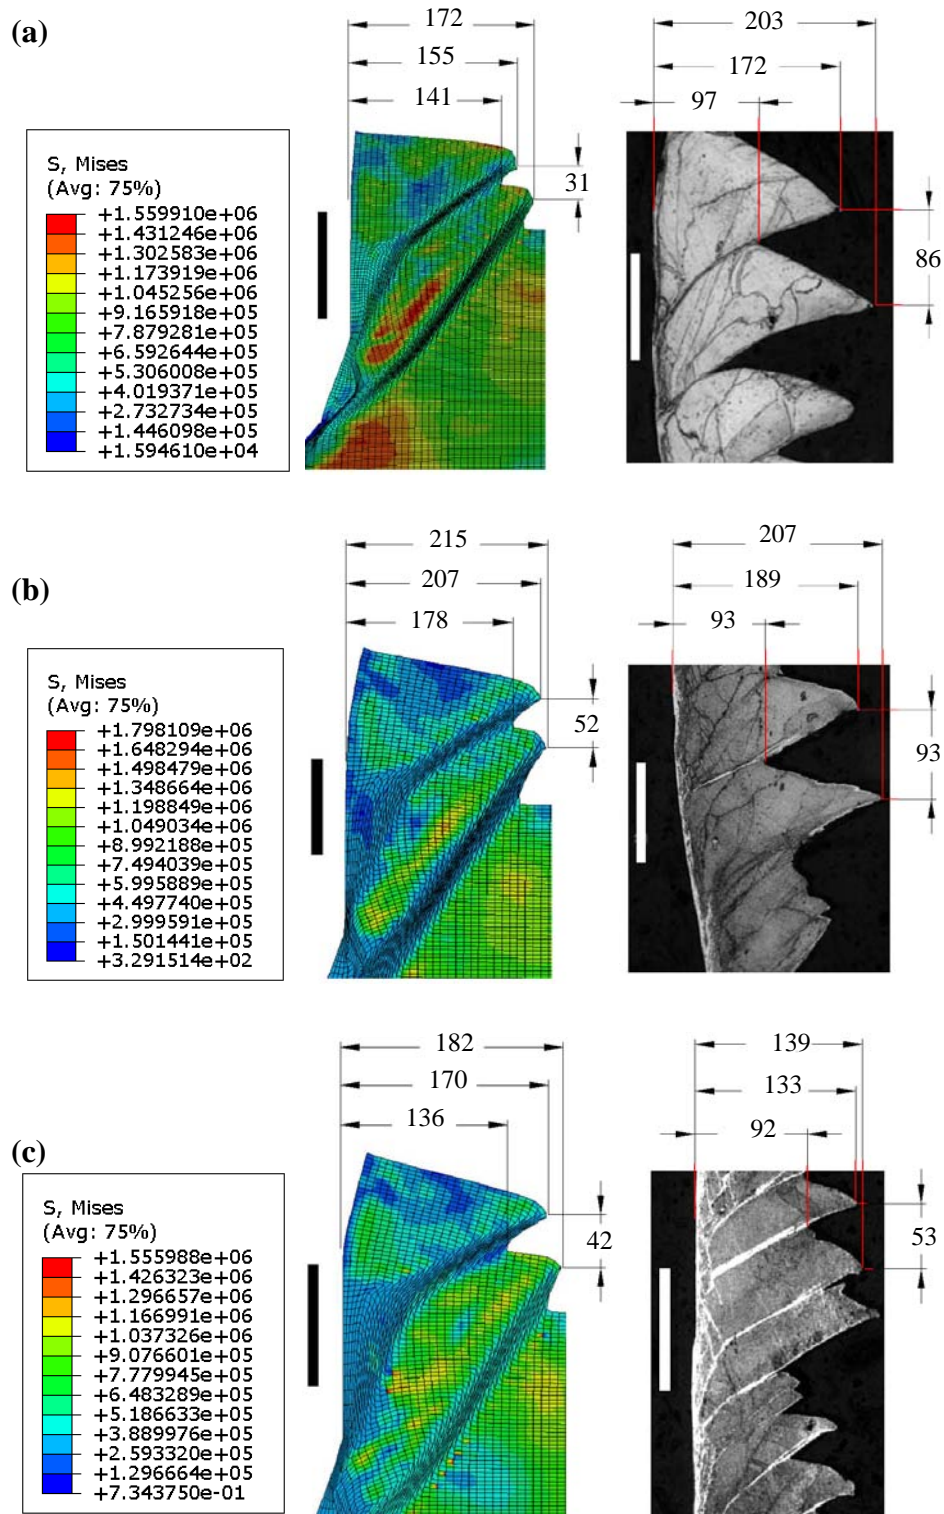 (a)
172
155
141
31
203
172
97
86
S, Mises
(Avg: 75%)
+1.559910e+06
+1.431246e+06
+1.302583e+06
+1.173919e+06
+1.045256e+06
+9.165918e+05
+7.879281e+05
+6.592644e+05
+5.306008e+05
+4.019371e+05
+2.732734e+05
+1.446098e+05
+1.594610e+04
(b)
215
207
178
52
207
189
93
93
S, Mises
(Avg: 75%)
+1.798109e+06
+1.648294e+06
+1.498479e+06
+1.348664e+06
+1.198849e+06
+1.049034e+06
+8.992188e+05
+7.494039e+05
+5.995889e+05
+4.497740e+05
+2.999591e+05
+1.501441e+05
+3.291514e+02
(c)
182
170
136
42
139
133
92
53
S, Mises
(Avg: 75%)
+1.555988e+06
+1.426323e+06
+1.296657e+06
+1.166991e+06
+1.037326e+06
+9.076601e+05
+7.779945e+05
+6.483289e+05
+5.186633e+05
+3.889976e+05
+2.593320e+05
+1.296664e+05
+7.343750e-01